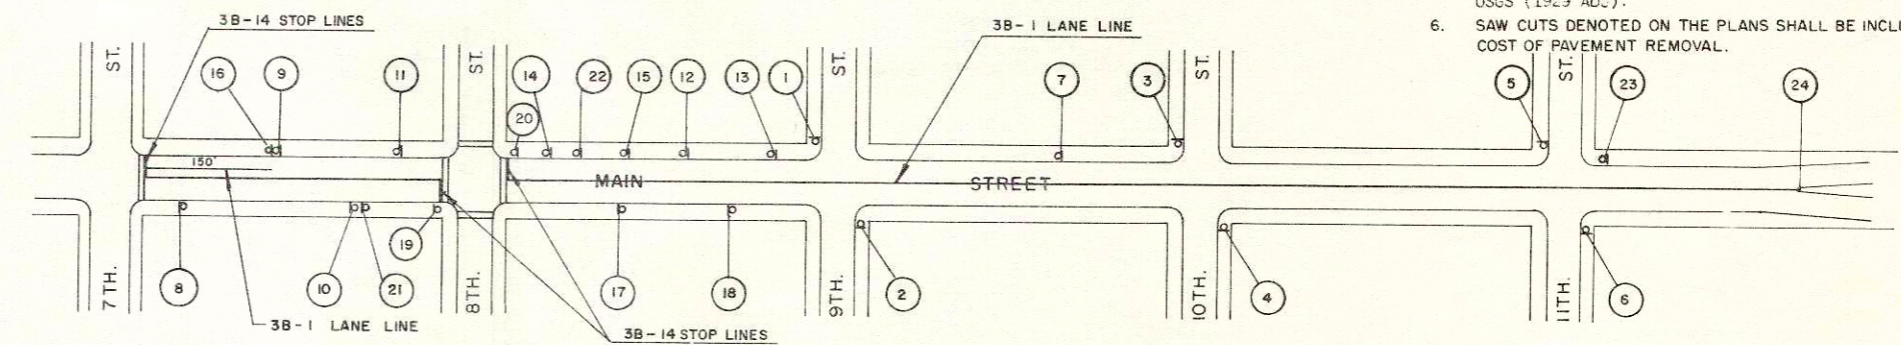 USGS (1929 ADJ).
6. SAW CUTS DENOTED ON THE PLANS SHALL BE INCL
COST OF PAVEMENT REMOVAL.
3B-14 STOP LINES
3B-1 LANE LINE
ST.
ST.
ST.
ST.
ST.
16
9
11
14
22
15
12
13
1
7
3
5
23
24
20
150'
MAIN STREET
19
8
10
21
17
18
2
4
6
7TH.
8TH.
9TH.
10TH.
11TH.
3B-1 LANE LINE
3B-14 STOP LINES